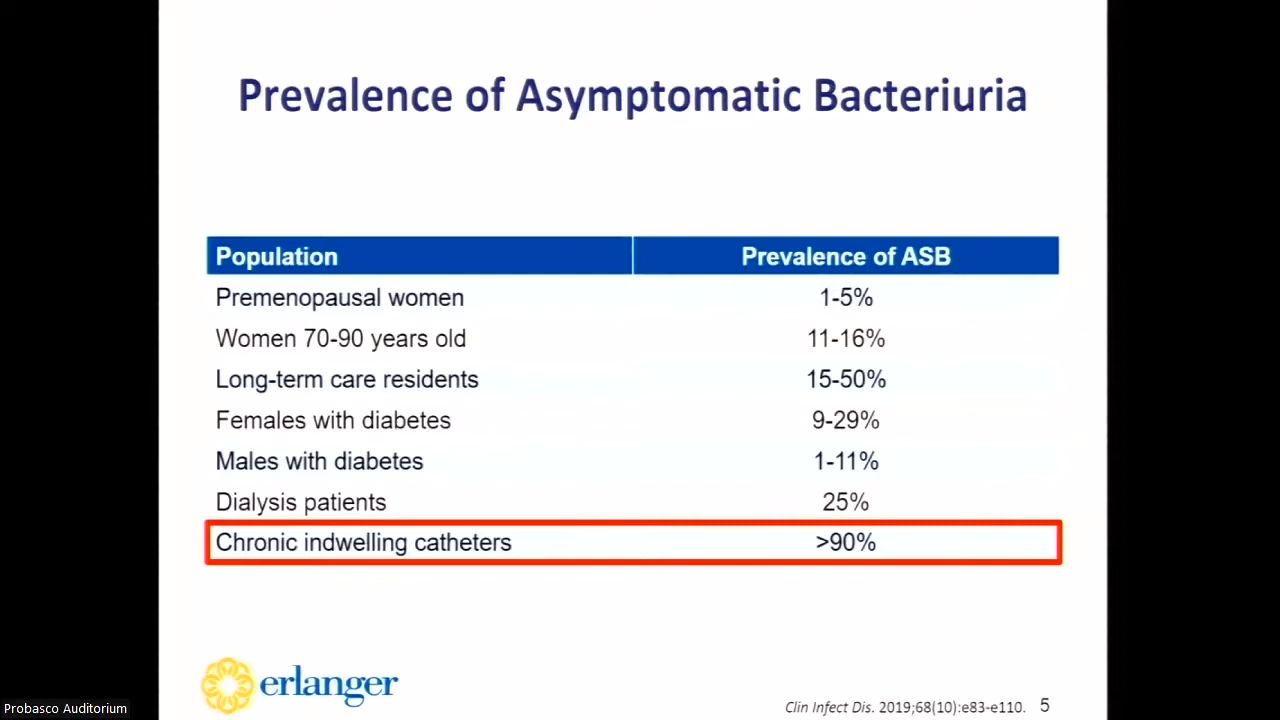 Prevalence of Asymptomatic Bacteriuria
Population Prevalence of ASB
Premenopausal women 1-5%
Women 70-90 years old 11-16%
Long-term care residents 15-50%
Females with diabetes 9-29%
Males with diabetes 1-11%
Dialysis patients 25%
Chronic indwelling catheters >90%
erlanger
Clin Infect Dis. 2019;68(10):e83-e110. 5
Probasco Auditorium